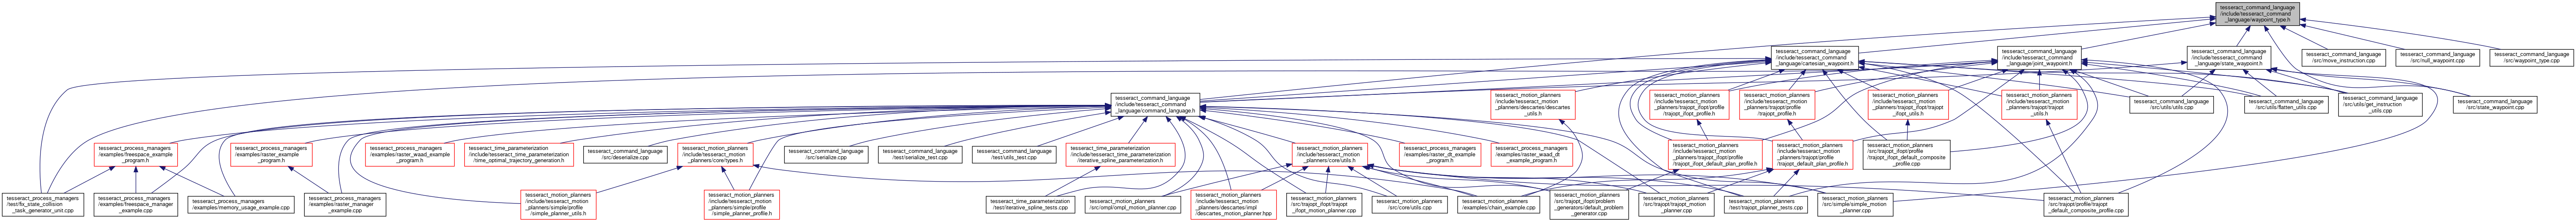 tesseract_command_language
/include/tesseract_command
_language/waypoint_type.h
tesseract_command_language
/include/tesseract_command
_language/cartesian_waypoint.h
tesseract_command_language
/include/tesseract_command
_language/joint_waypoint.h
tesseract_command_language
/include/tesseract_command
_language/state_waypoint.h
tesseract_command_language
/src/move_instruction.cpp
tesseract_command_language
/src/null_waypoint.cpp
tesseract_command_language
/src/waypoint_type.cpp
tesseract_command_language
/include/tesseract_command
_language/command_language.h
tesseract_motion_planners
/include/tesseract_motion
_planners/descartes/descartes
_utils.h
tesseract_motion_planners
/include/tesseract_motion
_planners/trajopt_ifopt/profile
/trajopt_ifopt_profile.h
tesseract_motion_planners
/include/tesseract_motion
_planners/trajopt/profile
/trajopt_profile.h
tesseract_motion_planners
/include/tesseract_motion
_planners/trajopt_ifopt/trajopt
_ifopt_utils.h
tesseract_motion_planners
/include/tesseract_motion
_planners/trajopt/trajopt
_utils.h
tesseract_command_language
/src/utils/utils.cpp
tesseract_command_language
/src/utils/flatten_utils.cpp
tesseract_command_language
/src/utils/get_instruction
_utils.cpp
tesseract_command_language
/src/state_waypoint.cpp
tesseract_process_managers
/examples/freespace_example
_program.h
tesseract_process_managers
/examples/raster_example
_program.h
tesseract_process_managers
/examples/raster_waad_example
_program.h
tesseract_time_parameterization
/include/tesseract_time_parameterization
/time_optimal_trajectory_generation.h
tesseract_command_language
/src/deserialize.cpp
tesseract_motion_planners
/include/tesseract_motion
_planners/core/types.h
tesseract_command_language
/src/serialize.cpp
tesseract_command_language
/test/serialize_test.cpp
tesseract_command_language
/test/utils_test.cpp
tesseract_time_parameterization
/include/tesseract_time_parameterization
/iterative_spline_parameterization.h
tesseract_motion_planners
/include/tesseract_motion
_planners/core/utils.h
tesseract_process_managers
/examples/raster_dt_example
_program.h
tesseract_process_managers
/examples/raster_waad_dt
_example_program.h
tesseract_motion_planners
/include/tesseract_motion
_planners/trajopt_ifopt/profile
/trajopt_ifopt_default_plan_profile.h
tesseract_motion_planners
/include/tesseract_motion
_planners/trajopt/profile
/trajopt_default_plan_profile.h
tesseract_motion_planners
/src/trajopt_ifopt/profile
/trajopt_ifopt_default_composite
_profile.cpp
tesseract_process_managers
/test/fix_state_collision
_task_generator_unit.cpp
tesseract_process_managers
/examples/freespace_manager
_example.cpp
tesseract_process_managers
/examples/memory_usage_example.cpp
tesseract_process_managers
/examples/raster_manager
_example.cpp
tesseract_motion_planners
/include/tesseract_motion
_planners/simple/profile
/simple_planner_utils.h
tesseract_motion_planners
/include/tesseract_motion
_planners/simple/profile
/simple_planner_profile.h
tesseract_time_parameterization
/test/iterative_spline_tests.cpp
tesseract_motion_planners
/src/ompl/ompl_motion_planner.cpp
tesseract_motion_planners
/include/tesseract_motion
_planners/descartes/impl
/descartes_motion_planner.hpp
tesseract_motion_planners
/src/trajopt_ifopt/trajopt
_ifopt_motion_planner.cpp
tesseract_motion_planners
/src/core/utils.cpp
tesseract_motion_planners
/examples/chain_example.cpp
tesseract_motion_planners
/src/trajopt_ifopt/problem
_generators/default_problem
_generator.cpp
tesseract_motion_planners
/src/trajopt/trajopt_motion
_planner.cpp
tesseract_motion_planners
/test/trajopt_planner_tests.cpp
tesseract_motion_planners
/src/simple/simple_motion
_planner.cpp
tesseract_motion_planners
/src/trajopt/profile/trajopt
_default_composite_profile.cpp